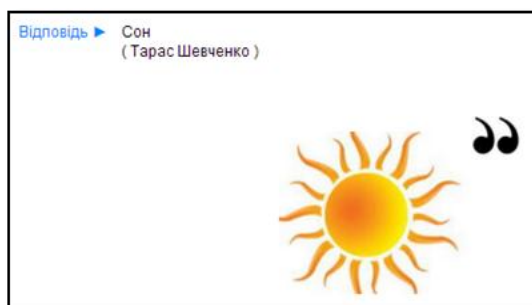 Відповідь ► Сон
( Тарас Шевченко )
”